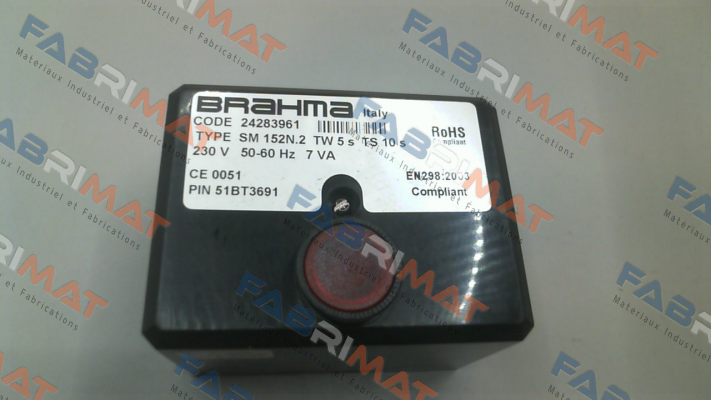 BRAHMA Italy
CODE 24283961
TYPE SM 152N.2 TW 5 s TS 10 s
230 V 50-60 Hz 7 VA
RoHS
Compliant
CE 0051
PIN 51BT3691
EN298:2003
Compliant
FABRIMAT
Materiaux Industriel et Fabrications